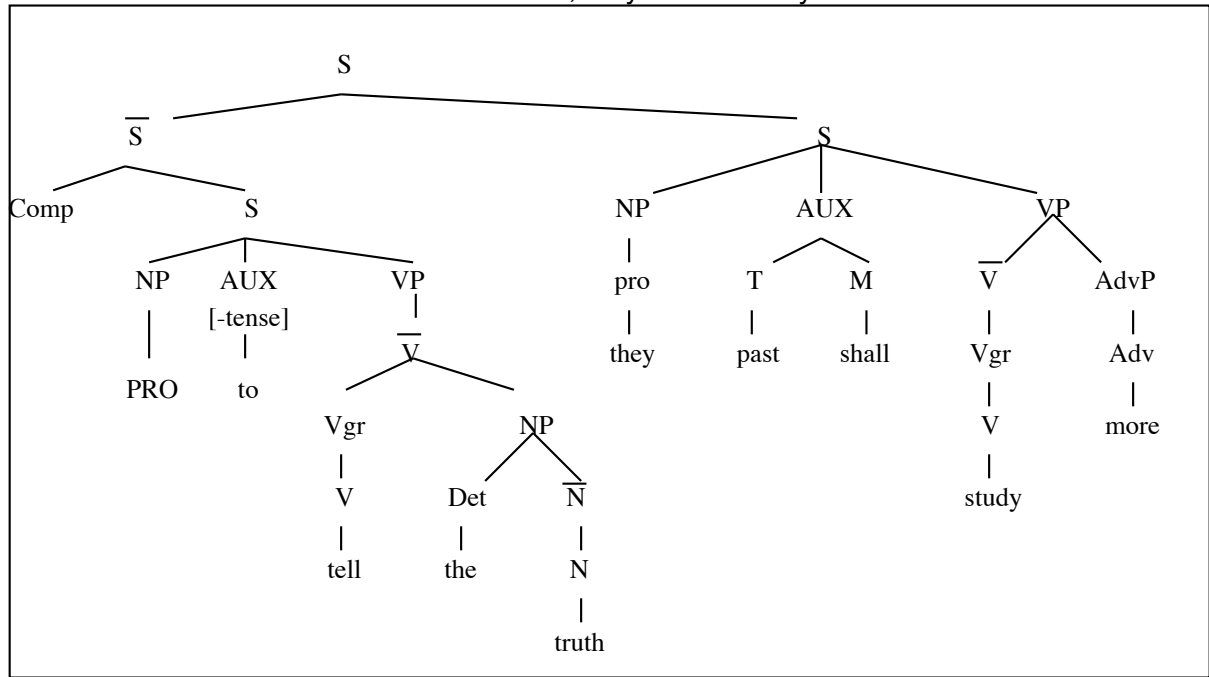 S
S S
Comp S NP AUX VP
NP AUX VP pro T M V AdvP
[-tense]
V they past shall Vgr Adv
PRO to V more
Vgr NP
V Det N study
tell the N
truth